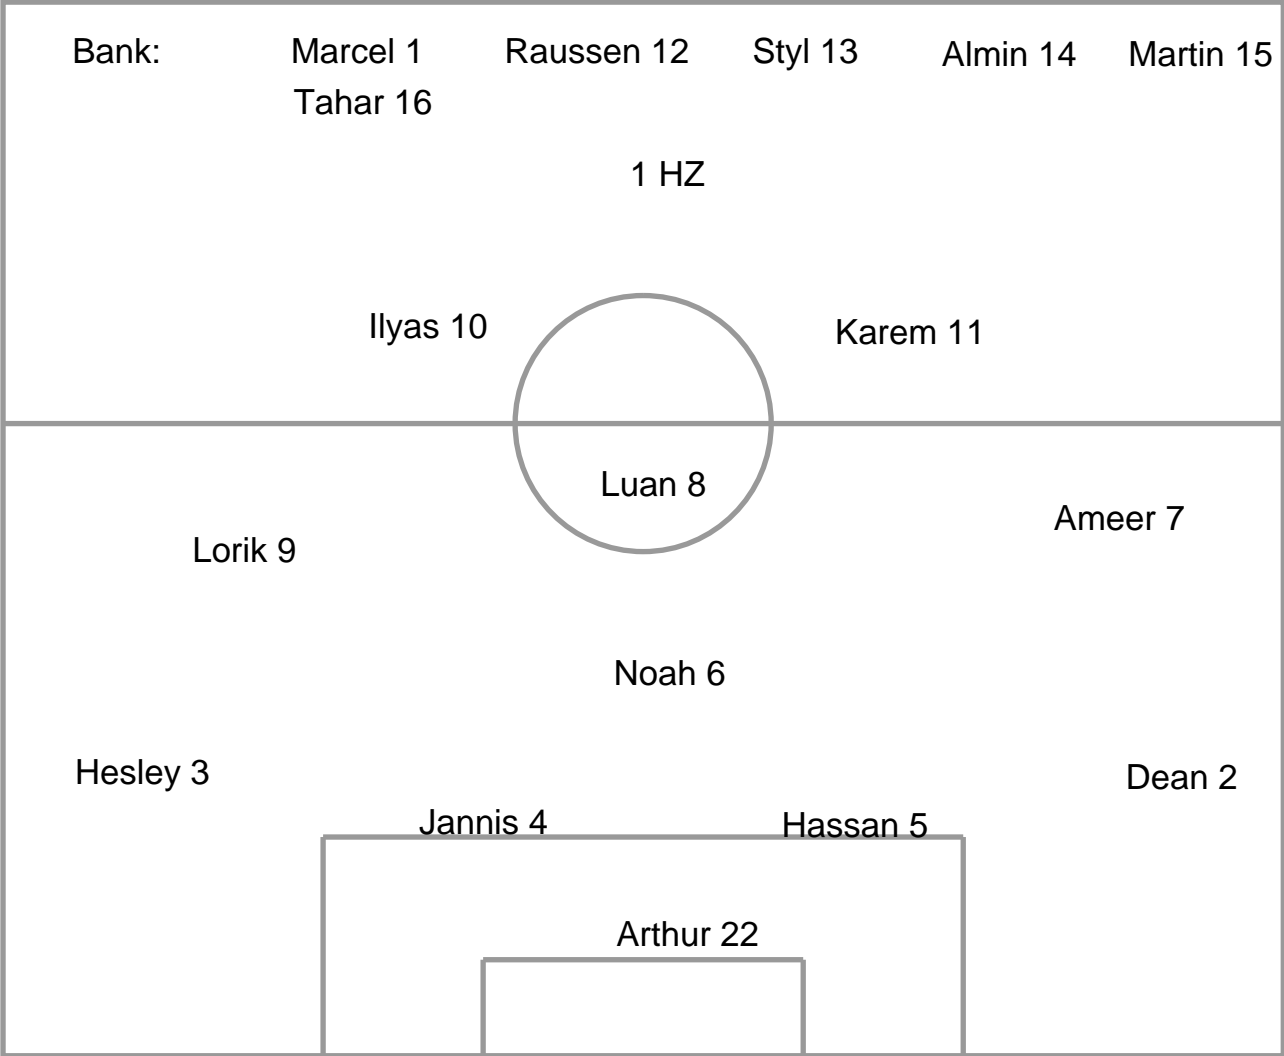 Bank: Marcel 1 Raussen 12 Styl 13 Almin 14 Martin 15
Tahar 16
1 HZ
Ilyas 10 Karem 11
Luan 8
Ameer 7
Lorik 9
Noah 6
Hesley 3 Dean 2
Jannis 4 Hassan 5
Arthur 22